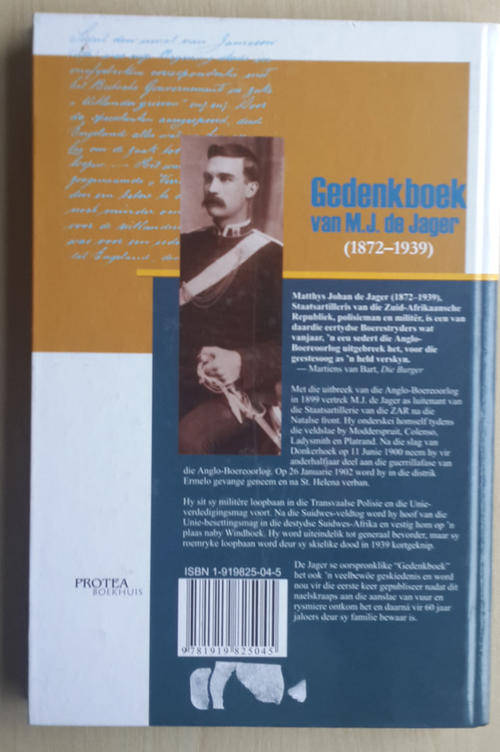 Gedenkboek
van M.J. de Jager
(1872–1939)
Matthys Johan de Jager (1872–1939),
Staatsartilleris van die Zuid-Afrikaansche
Republiek, polisieman en militêr, is een van
daardie eertydse Boerestryders wat
vanjaar, 'n eeu sedert die Anglo-
Boereoorlog uitgebreek het, voor die
geestesoog as 'n held verskyn.
— Martiens van Bart, Die Burger
Met die uitbreek van die Anglo-Boereoorlog
in 1899 vertrek M.J. de Jager as luitenant van
die Staatsartillerie van die ZAR na die
Natalse front. Hy onderskei homself tydens
die veldslae by Modderspruit, Colenso,
Ladysmith en Platrand. Na die slag van
Donkerhoek op 11 Junie 1900 neem hy vir
anderhalfjaar deel aan die guerrillafase van
die Anglo-Boereoorlog. Op 26 Januarie 1902 word hy in die distrik
Ermelo gevange geneem en na St. Helena verban.
Hy sit sy militêre loopbaan in die Transvaalse Polisie en die Unie-
verdedigingsmag voort. Na die Suidwes-veldtog word hy hoof van die
Unie-besettingsmag in die destydse Suidwes-Afrika en vestig hom op 'n
plaas naby Windhoek. Hy word uiteindelik tot generaal bevorder, maar sy
roemryke loopbaan word deur sy skielike dood in 1939 kortgeknip.
De Jager se oorspronklike “Gedenkboek”
het ook 'n veelbewoë geskiedenis en word
nou vir die eerste keer gepubliseer nadat dit
naelskraaps aan die aanslae van vuur en
rysmiere ontkom het en daarná vir 60 jaar
jaloers deur sy familie bewaar is.
PROTEA
BOEKHUIS
ISBN 1-919825-04-5
9 781919 825045